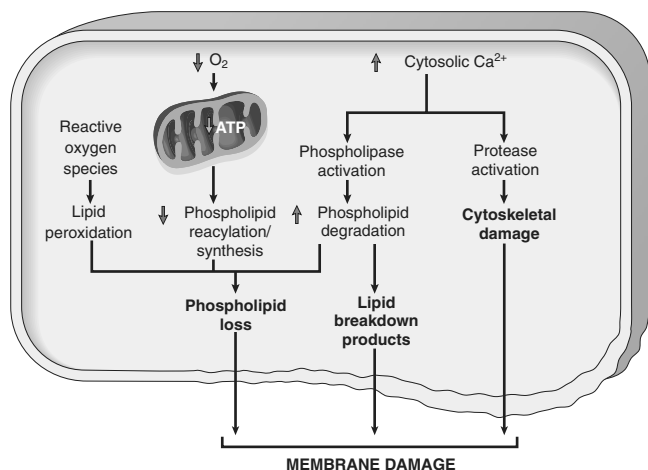 O₂
Cytosolic Ca²⁺
ATP
Reactive
oxygen
species
Phospholipase
activation
Protease
activation
Lipid
peroxidation
Phospholipid
reacylation/
synthesis
Phospholipid
degradation
Cytoskeletal
damage
Phospholipid
loss
Lipid
breakdown
products
MEMBRANE DAMAGE